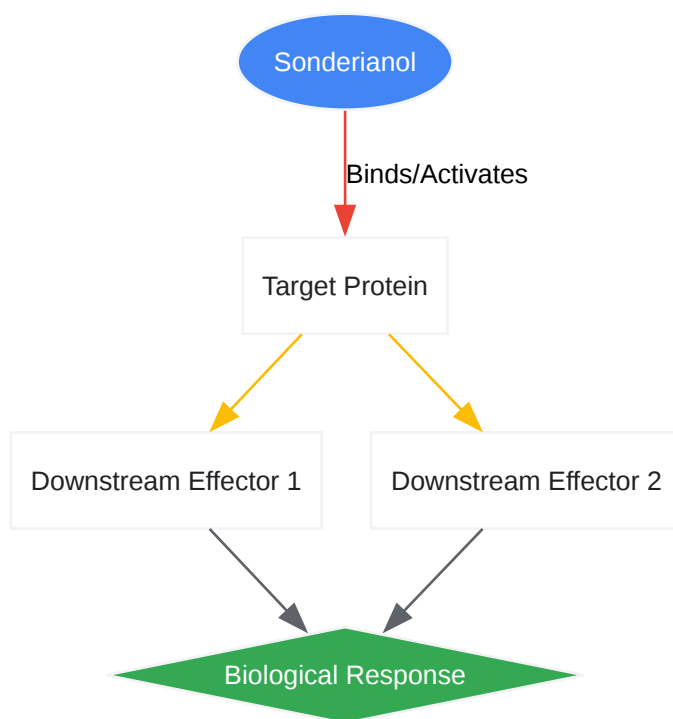 Sonderianol
Binds/Activates
Target Protein
Downstream Effector 1
Downstream Effector 2
Biological Response